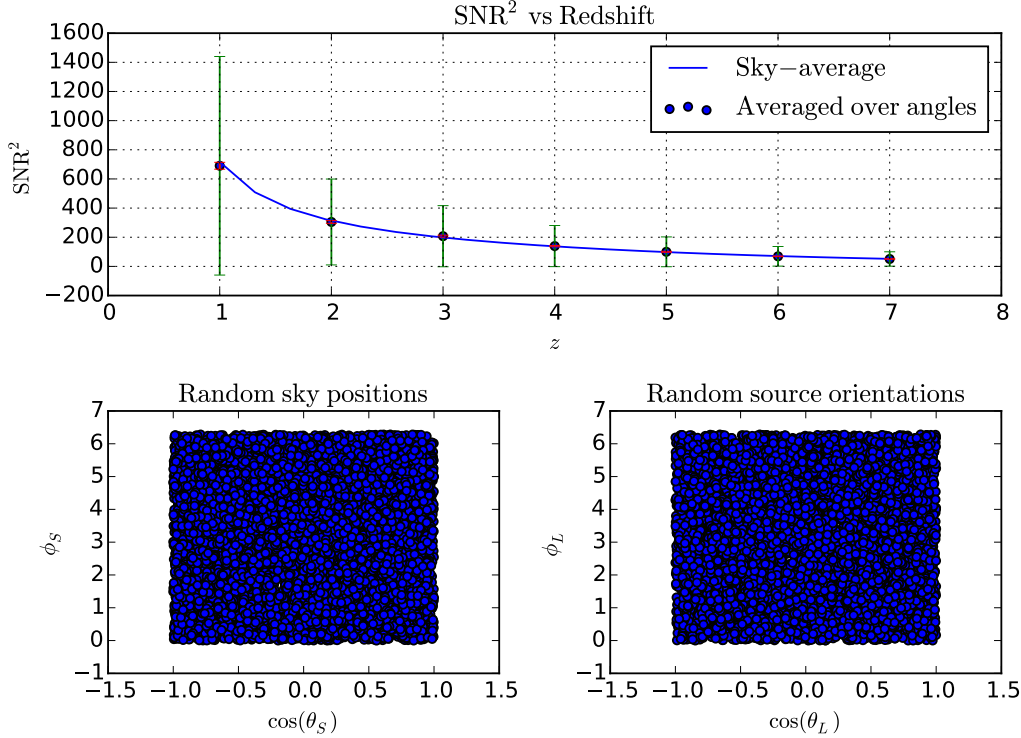 SNR² vs Redshift
1600
1400
1200
1000
800
600
400
200
0
−200
SNR²
Sky−average
Averaged over angles
0 1 2 3 4 5 6 7 8
z
Random sky positions
7
6
5
4
3
2
1
0
−1
ϕ_S
−1.5 −1.0 −0.5 0.0 0.5 1.0 1.5
cos(θ_S)
Random source orientations
7
6
5
4
3
2
1
0
−1
ϕ_L
−1.5 −1.0 −0.5 0.0 0.5 1.0 1.5
cos(θ_L)